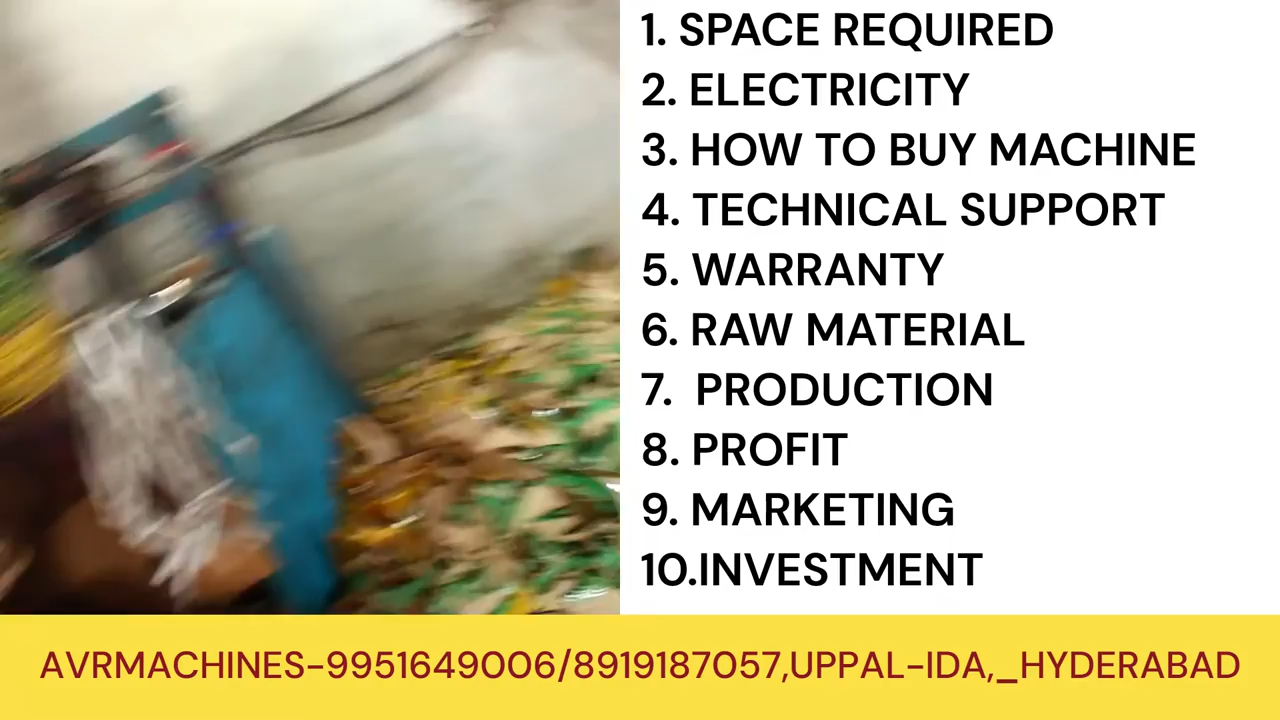 1. SPACE REQUIRED
2. ELECTRICITY
3. HOW TO BUY MACHINE
4. TECHNICAL SUPPORT
5. WARRANTY
6. RAW MATERIAL
7. PRODUCTION
8. PROFIT
9. MARKETING
10.INVESTMENT
AVRMACHINES-9951649006/8919187057,UPPAL-IDA,_HYDERABAD